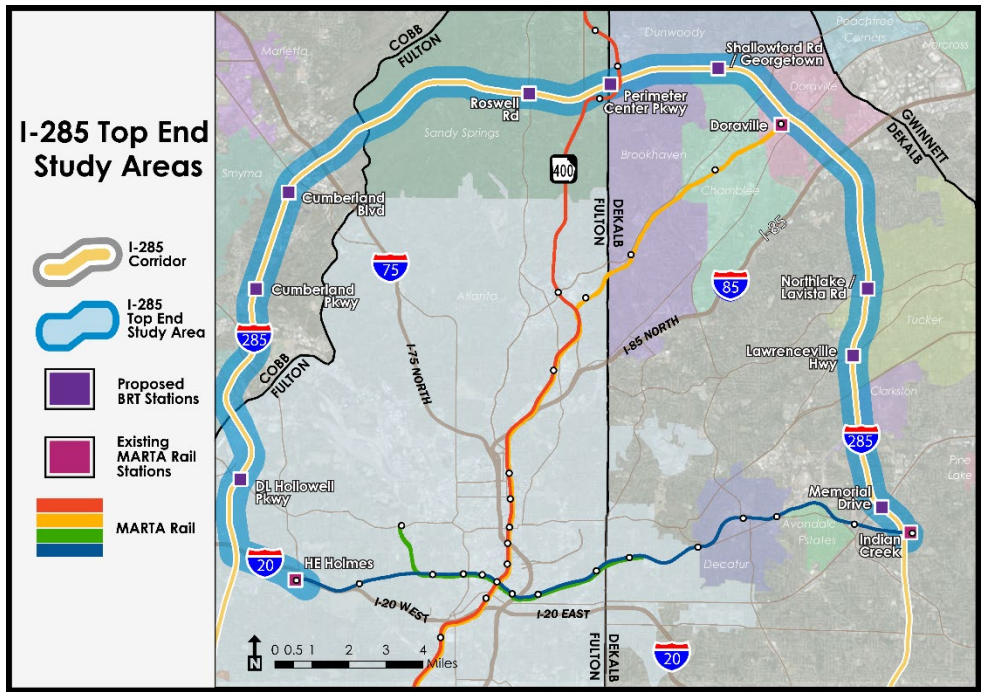 I-285 Top End
Study Areas
I-285
Corridor
I-285
Top End
Study Area
Proposed
BRT Stations
Existing
MARTA Rail
Stations
MARTA Rail
Marietta
COBB
FULTON
Dunwoody
Peachtree
Corners
Norcross
Shallowford Rd
/ Georgetown
Roswell
Rd
Perimeter
Center Pkwy
Doraville
Doraville
Sandy Springs
GWINNETT
DEKALB
400
Brookhaven
Smyrna
Chamblee
Cumberland
Blvd
FULTON
DEKALB
I-85
75
Cumberland
Pkwy
85
Northlake /
Lavista Rd
Atlanta
285
I-85 NORTH
Tucker
I-75 NORTH
Lawrenceville
Hwy
COBB
FULTON
Clarkston
285
Pine
Lake
DL Hollowell
Pkwy
Memorial
Drive
Avondale
Estates
Indian
Creek
20
HE Holmes
Decatur
I-20 WEST
I-20 EAST
FULTON
DEKALB
20
N
0 0.5 1 2 3 4
Miles